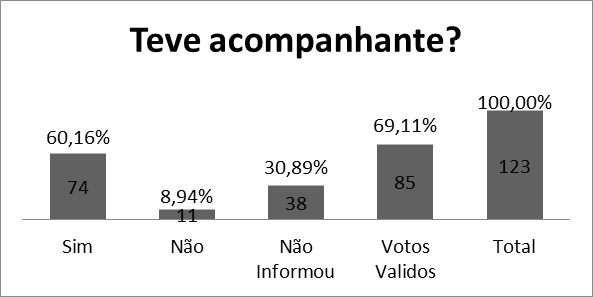 Teve acompanhante?
60,16%
8,94%
30,89%
69,11%
100,00%
74
11
38
85
123
Sim
Não
Não
Informou
Votos
Validos
Total